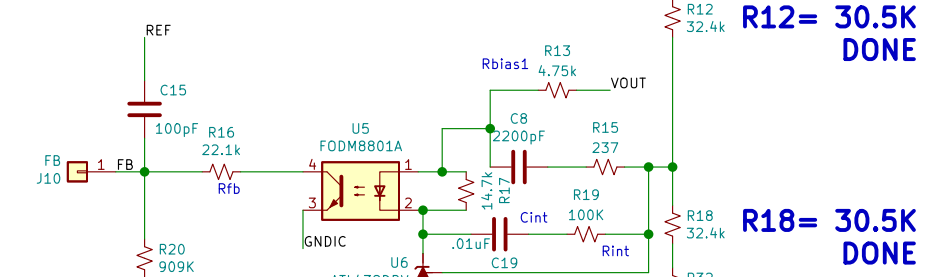 REF
C15
100pF
FB
J10
1
FB
R16
22.1k
Rfb
R20
909K
U5
FODM8801A
4
1
3
2
GNDIC
Rbias1
R13
4.75k
VOUT
C8
2200pF
R15
237
14.7k
R17
Cint
.01uF
C19
R19
100K
Rint
U6
R12
32.4k
R12= 30.5K
DONE
R18
32.4k
R18= 30.5K
DONE